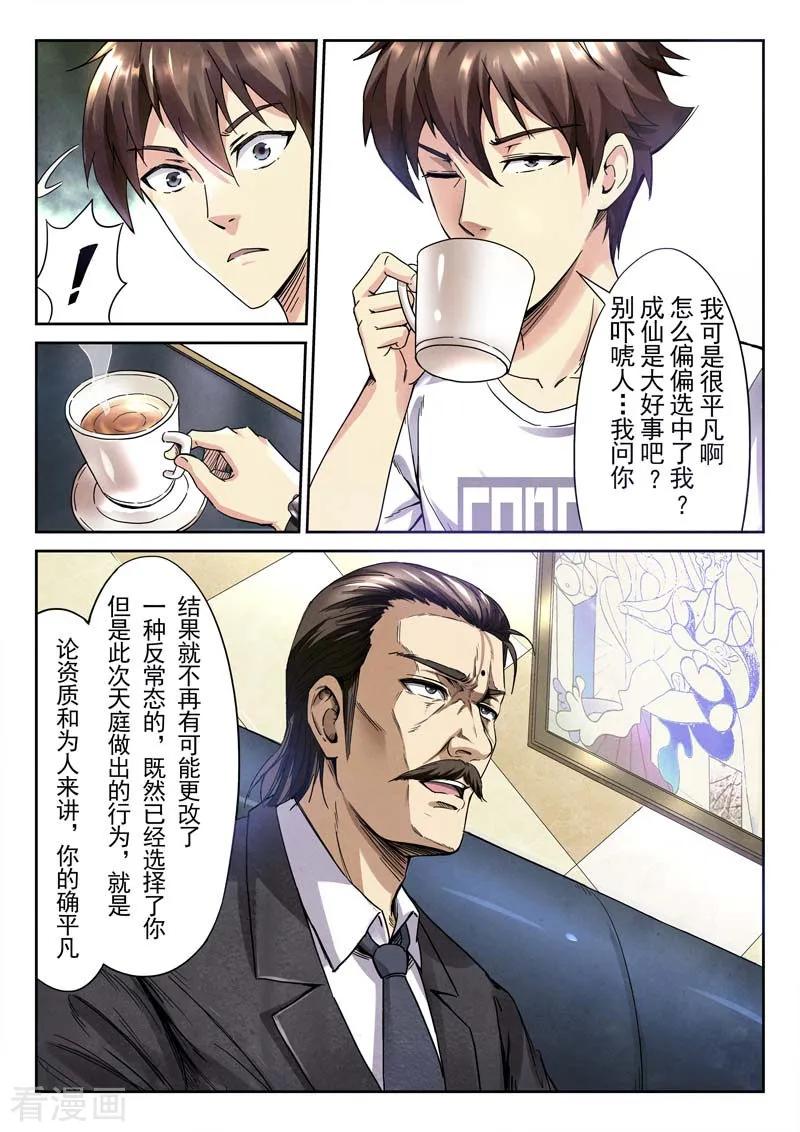 ！
别吓唬人…我问你
成仙是大好事吧？
怎么偏偏选中了我？
我可是很平凡啊
论资质和为人来讲，你的确平凡
但是此次天庭做出的行为，就是
一种反常态的，既然已经选择了你
结果就不再有可能更改了
看漫画